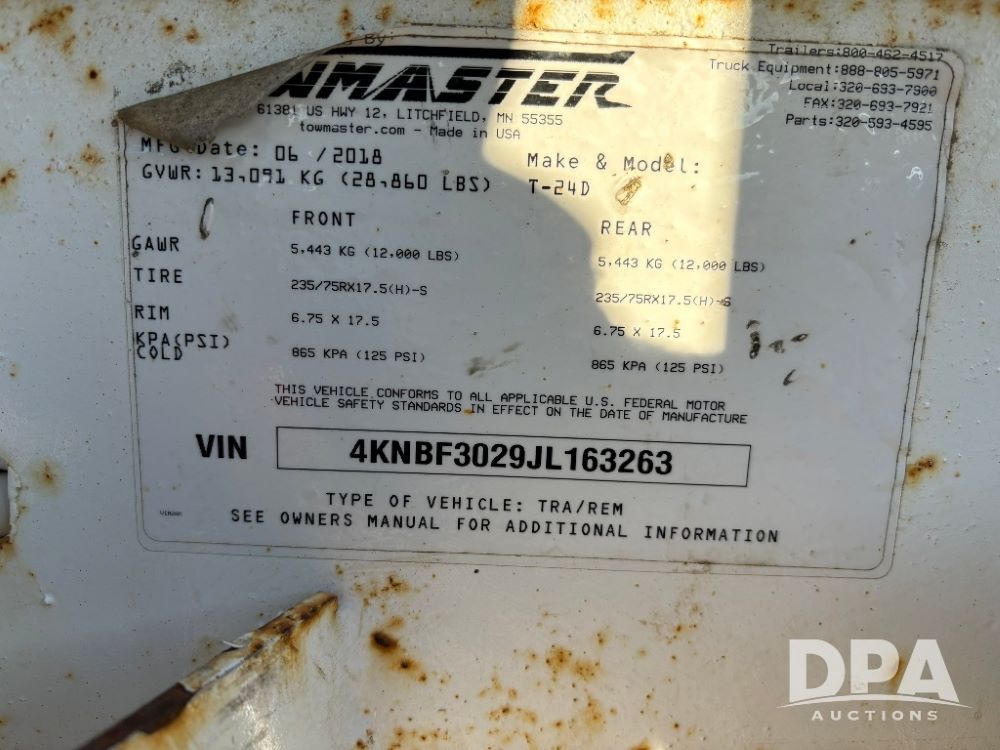 By:
NMASTER
61381 US HWY 12, LITCHFIELD, MN 55355
towmaster.com - Made in USA
Trailers:800-462-4517
Truck Equipment:888-805-5971
Local:320-693-7900
FAX:320-693-7921
Parts:320-593-4595
MFG Date: 06 /2018
GVWR: 13,091 KG (28,860 LBS)
Make & Model:
T-24D
FRONT REAR
GAWR 5,443 KG (12,000 LBS) 5,443 KG (12,000 LBS)
TIRE 235/75RX17.5(H)-S 235/75RX17.5(H)-S
RIM 6.75 X 17.5 6.75 X 17.5
KPA(PSI)
COLD 865 KPA (125 PSI) 865 KPA (125 PSI)
THIS VEHICLE CONFORMS TO ALL APPLICABLE U.S. FEDERAL MOTOR
VEHICLE SAFETY STANDARDS IN EFFECT ON THE DATE OF MANUFACTURE
VIN 4KNBF3029JL163263
TYPE OF VEHICLE: TRA/REM
SEE OWNERS MANUAL FOR ADDITIONAL INFORMATION
DPA
AUCTIONS